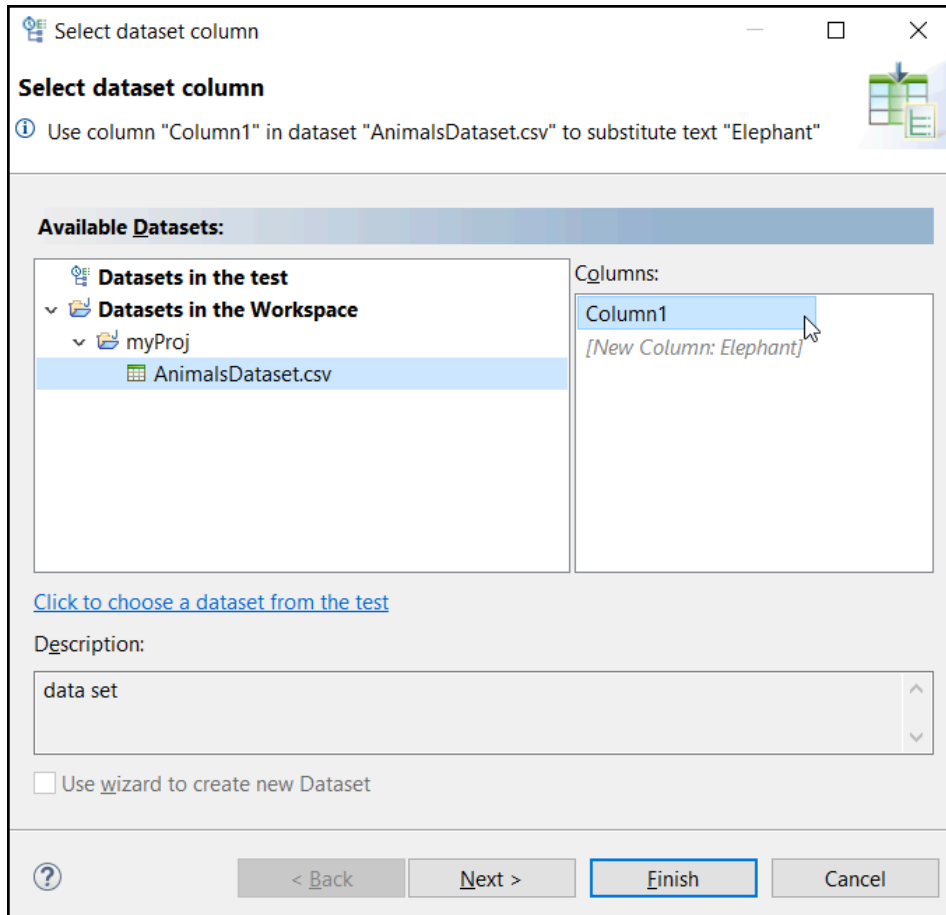 Select dataset column
Select dataset column
Use column "Column1" in dataset "AnimalsDataset.csv" to substitute text "Elephant"
Available Datasets:
Datasets in the test
Datasets in the Workspace
myProj
AnimalsDataset.csv
Columns:
Column1
[New Column: Elephant]
Click to choose a dataset from the test
Description:
data set
Use wizard to create new Dataset
< Back
Next >
Finish
Cancel